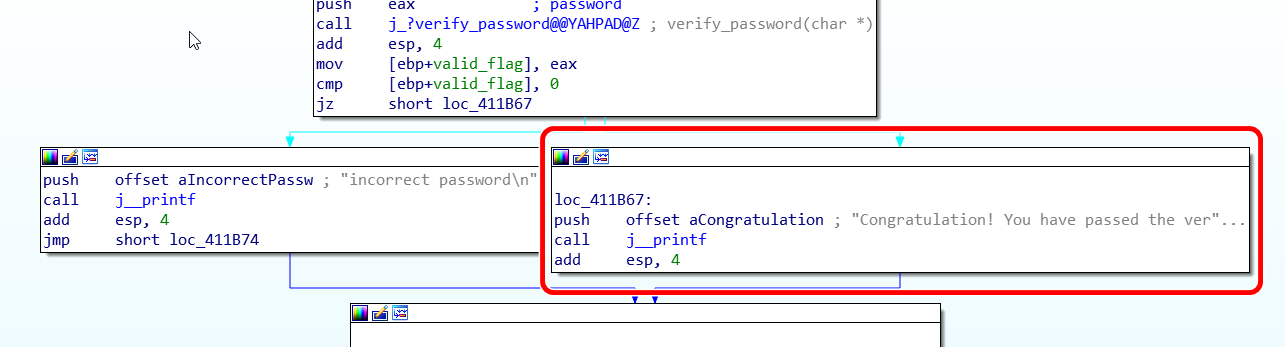 push eax ; password
call j_?verify_password@@YAHPAD@Z ; verify_password(char *)
add esp, 4
mov [ebp+valid_flag], eax
cmp [ebp+valid_flag], 0
jz short loc_411B67
push offset aIncorrectPassw ; "incorrect password\n"
call j__printf
add esp, 4
jmp short loc_411B74
loc_411B67:
push offset aCongratulation ; "Congratulation! You have passed the ver"...
call j__printf
add esp, 4